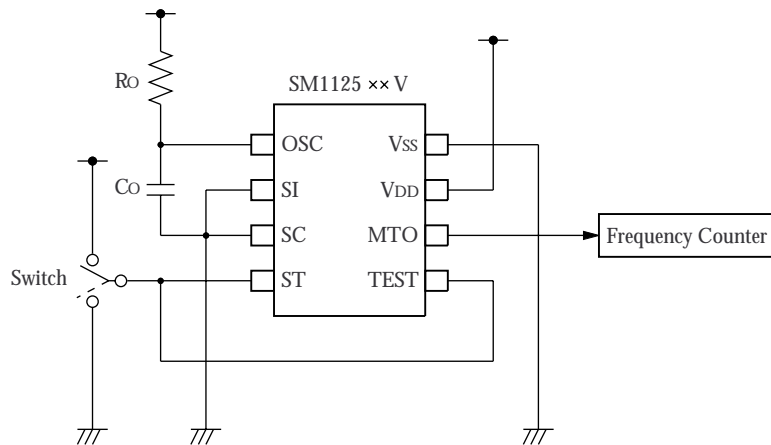 RO
SM1125 ×× V
OSC
VSS
CO
SI
VDD
SC
MTO
Frequency Counter
Switch
ST
TEST